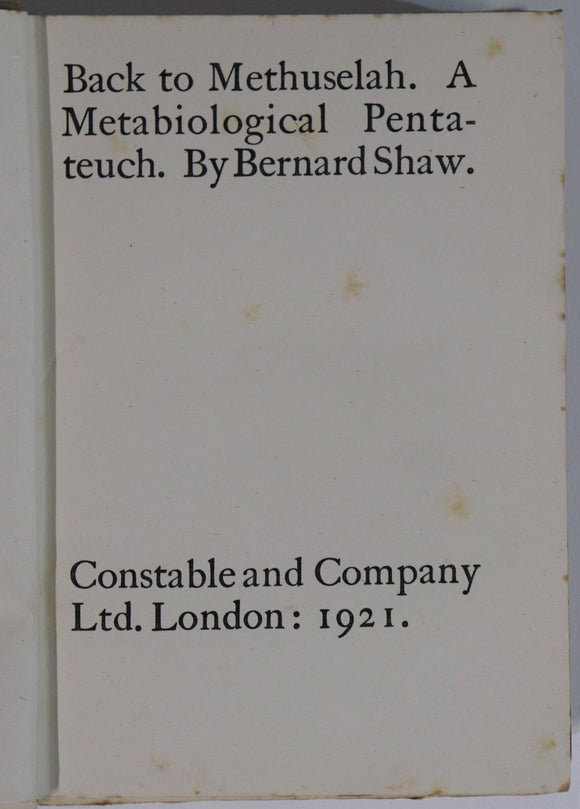 Back to Methuselah. A
Metabiological Penta-
teuch. By Bernard Shaw.
Constable and Company
Ltd. London: 1921.